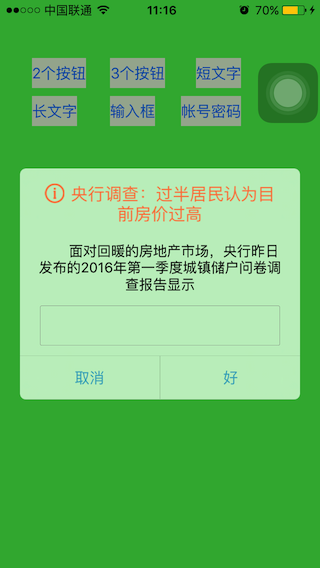 中国联通 11:16 70%
2个按钮 3个按钮 短文字
长文字 输入框 帐号密码
央行调查：过半居民认为目
前房价过高
面对回暖的房地产市场，央行昨日
发布的2016年第一季度城镇储户问卷调
查报告显示
取消 好